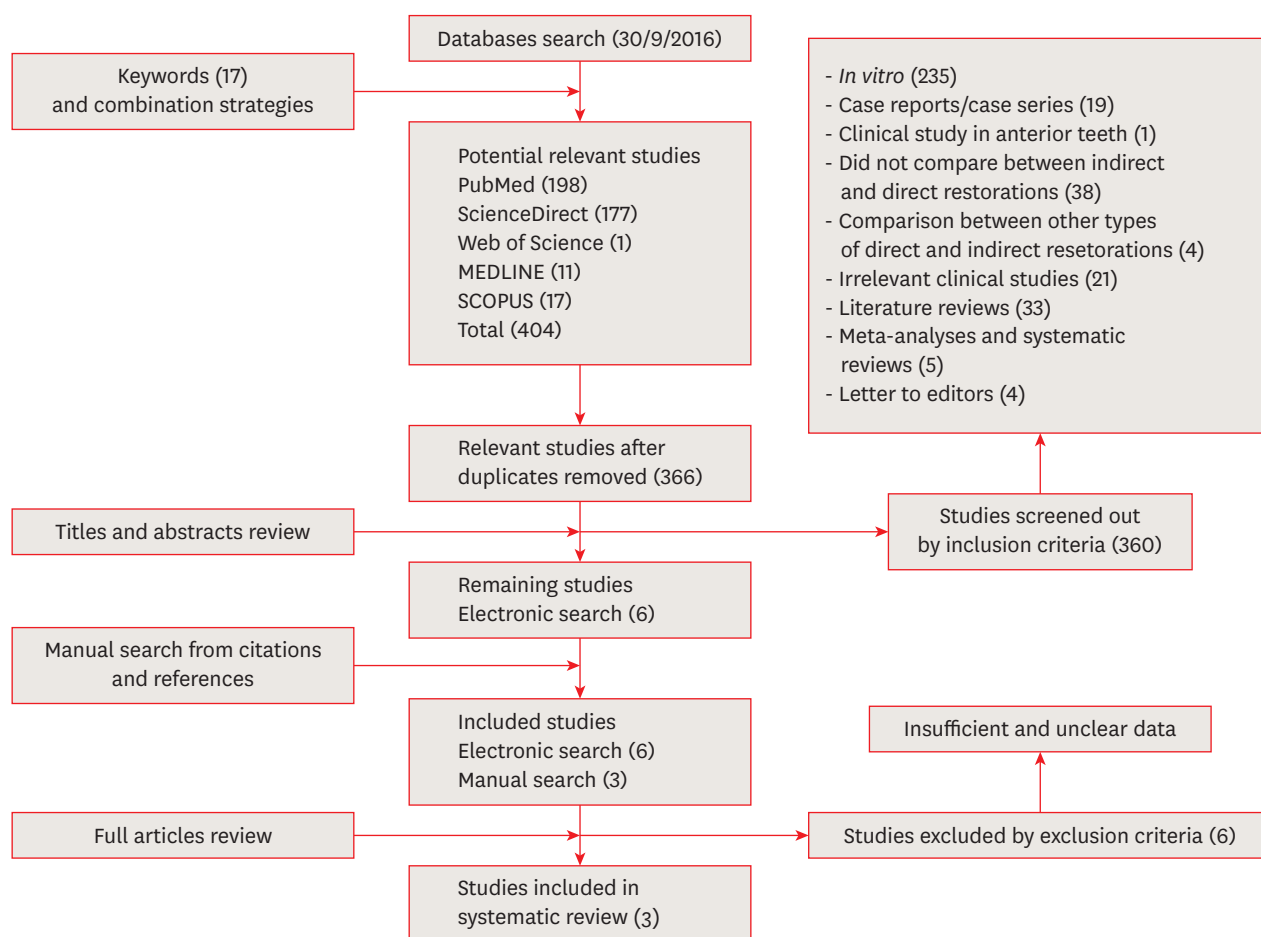 Databases search (30/9/2016)
Keywords (17)
and combination strategies
Potential relevant studies
PubMed (198)
ScienceDirect (177)
Web of Science (1)
MEDLINE (11)
SCOPUS (17)
Total (404)
- In vitro (235)
- Case reports/case series (19)
- Clinical study in anterior teeth (1)
- Did not compare between indirect
and direct restorations (38)
- Comparison between other types
of direct and indirect resetorations (4)
- Irrelevant clinical studies (21)
- Literature reviews (33)
- Meta-analyses and systematic
reviews (5)
- Letter to editors (4)
Relevant studies after
duplicates removed (366)
Titles and abstracts review
Studies screened out
by inclusion criteria (360)
Remaining studies
Electronic search (6)
Manual search from citations
and references
Included studies
Electronic search (6)
Manual search (3)
Insufficient and unclear data
Full articles review
Studies excluded by exclusion criteria (6)
Studies included in
systematic review (3)